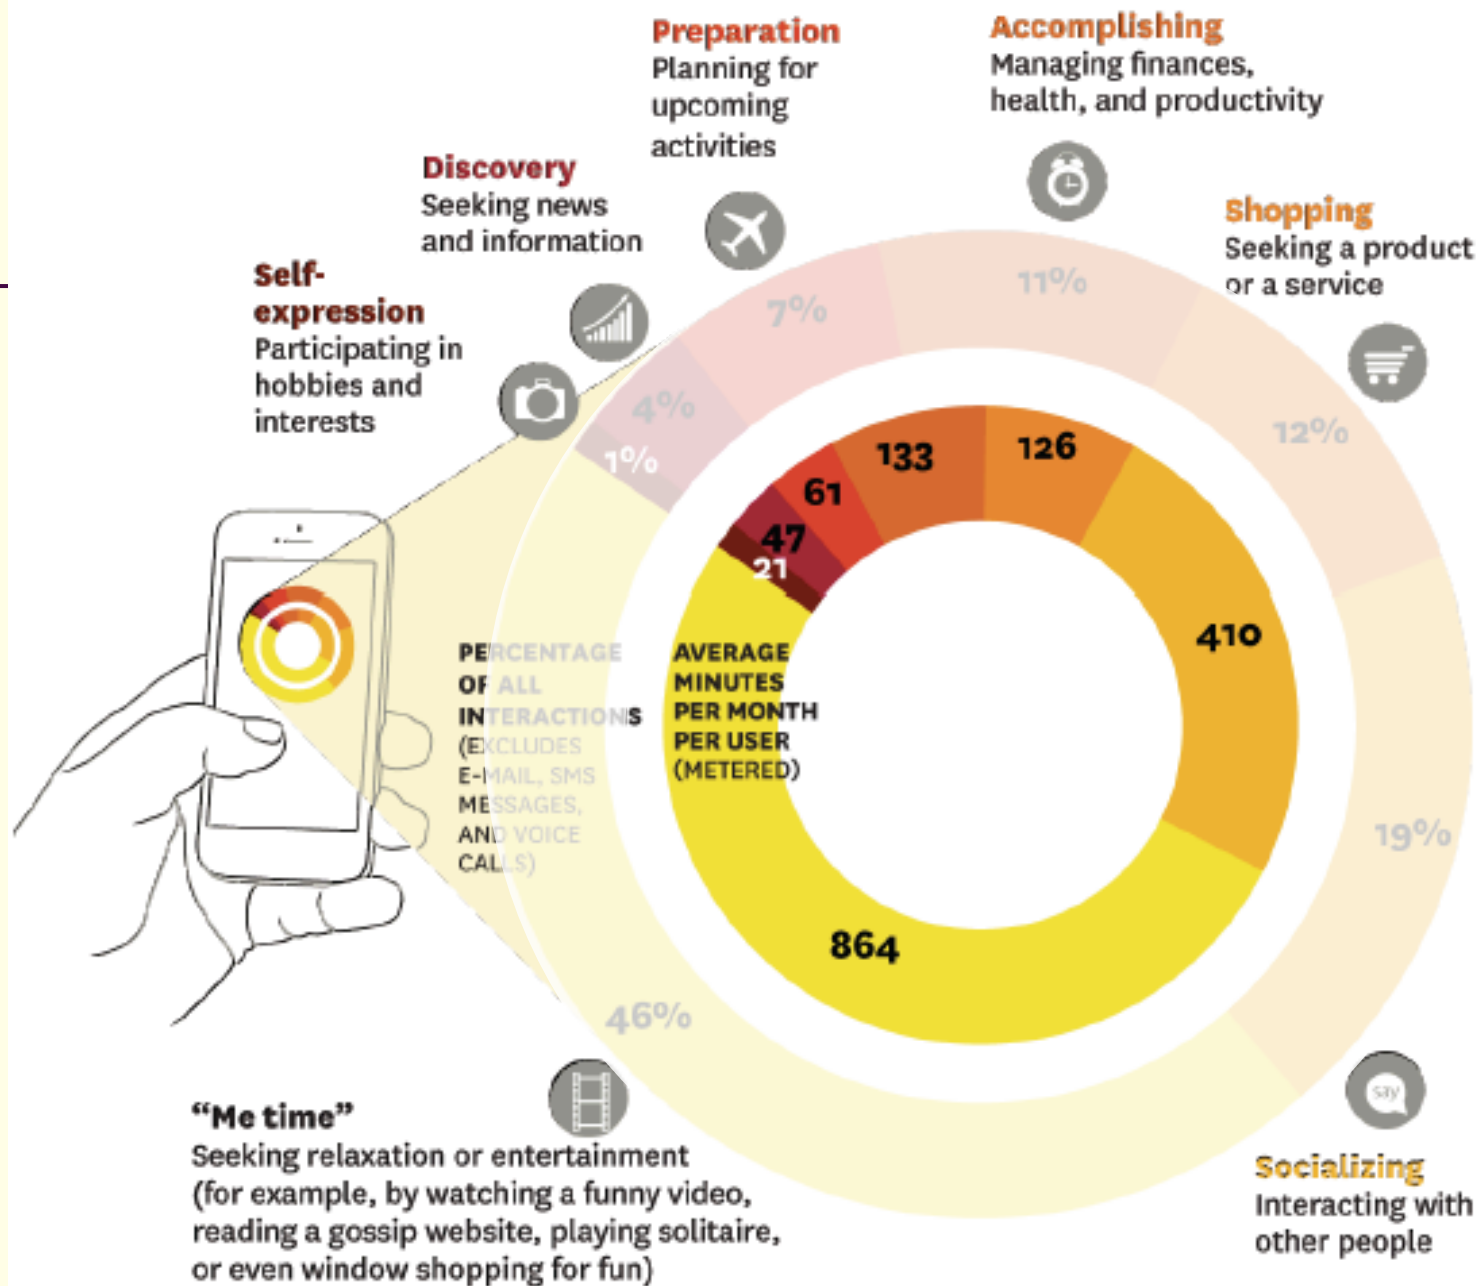 Preparation
Planning for
upcoming
activities
Accomplishing
Managing finances,
health, and productivity
Discovery
Seeking news
and information
Shopping
Seeking a product
or a service
Self-
expression
Participating in
hobbies and
interests
7%
11%
4%
12%
1%
19%
46%
133
126
61
47
21
410
864
PERCENTAGE
OF ALL
INTERACTIONS
(EXCLUDES
E-MAIL, SMS
MESSAGES,
AND VOICE
CALLS)
AVERAGE
MINUTES
PER MONTH
PER USER
(METERED)
"Me time"
Seeking relaxation or entertainment
(for example, by watching a funny video,
reading a gossip website, playing solitaire,
or even window shopping for fun)
say
Socializing
Interacting with
other people